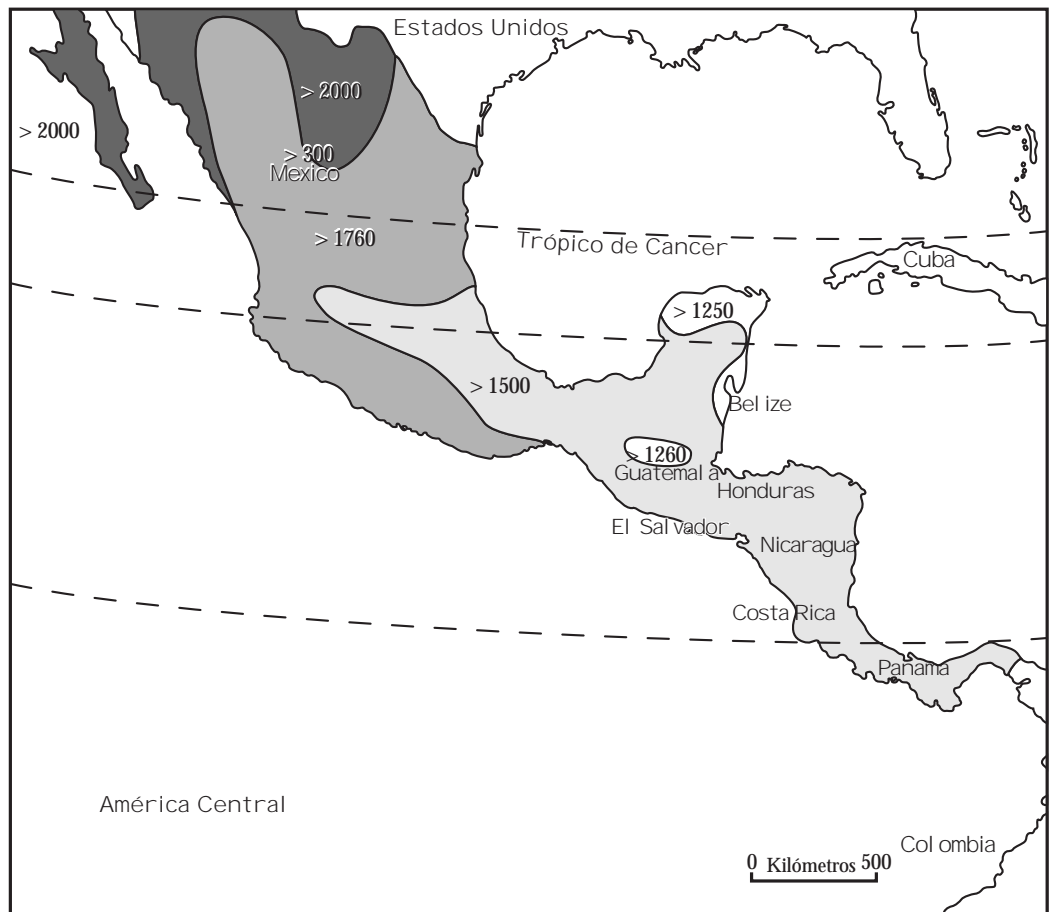 Estados Unidos
> 2000
> 2000
> 300
Mexico
> 1760
Trópico de Cancer
Cuba
> 1250
> 1500
Belize
> 1260
Guatemala
Honduras
El Salvador
Nicaragua
Costa Rica
Panama
América Central
Colombia
0 Kilómetros 500